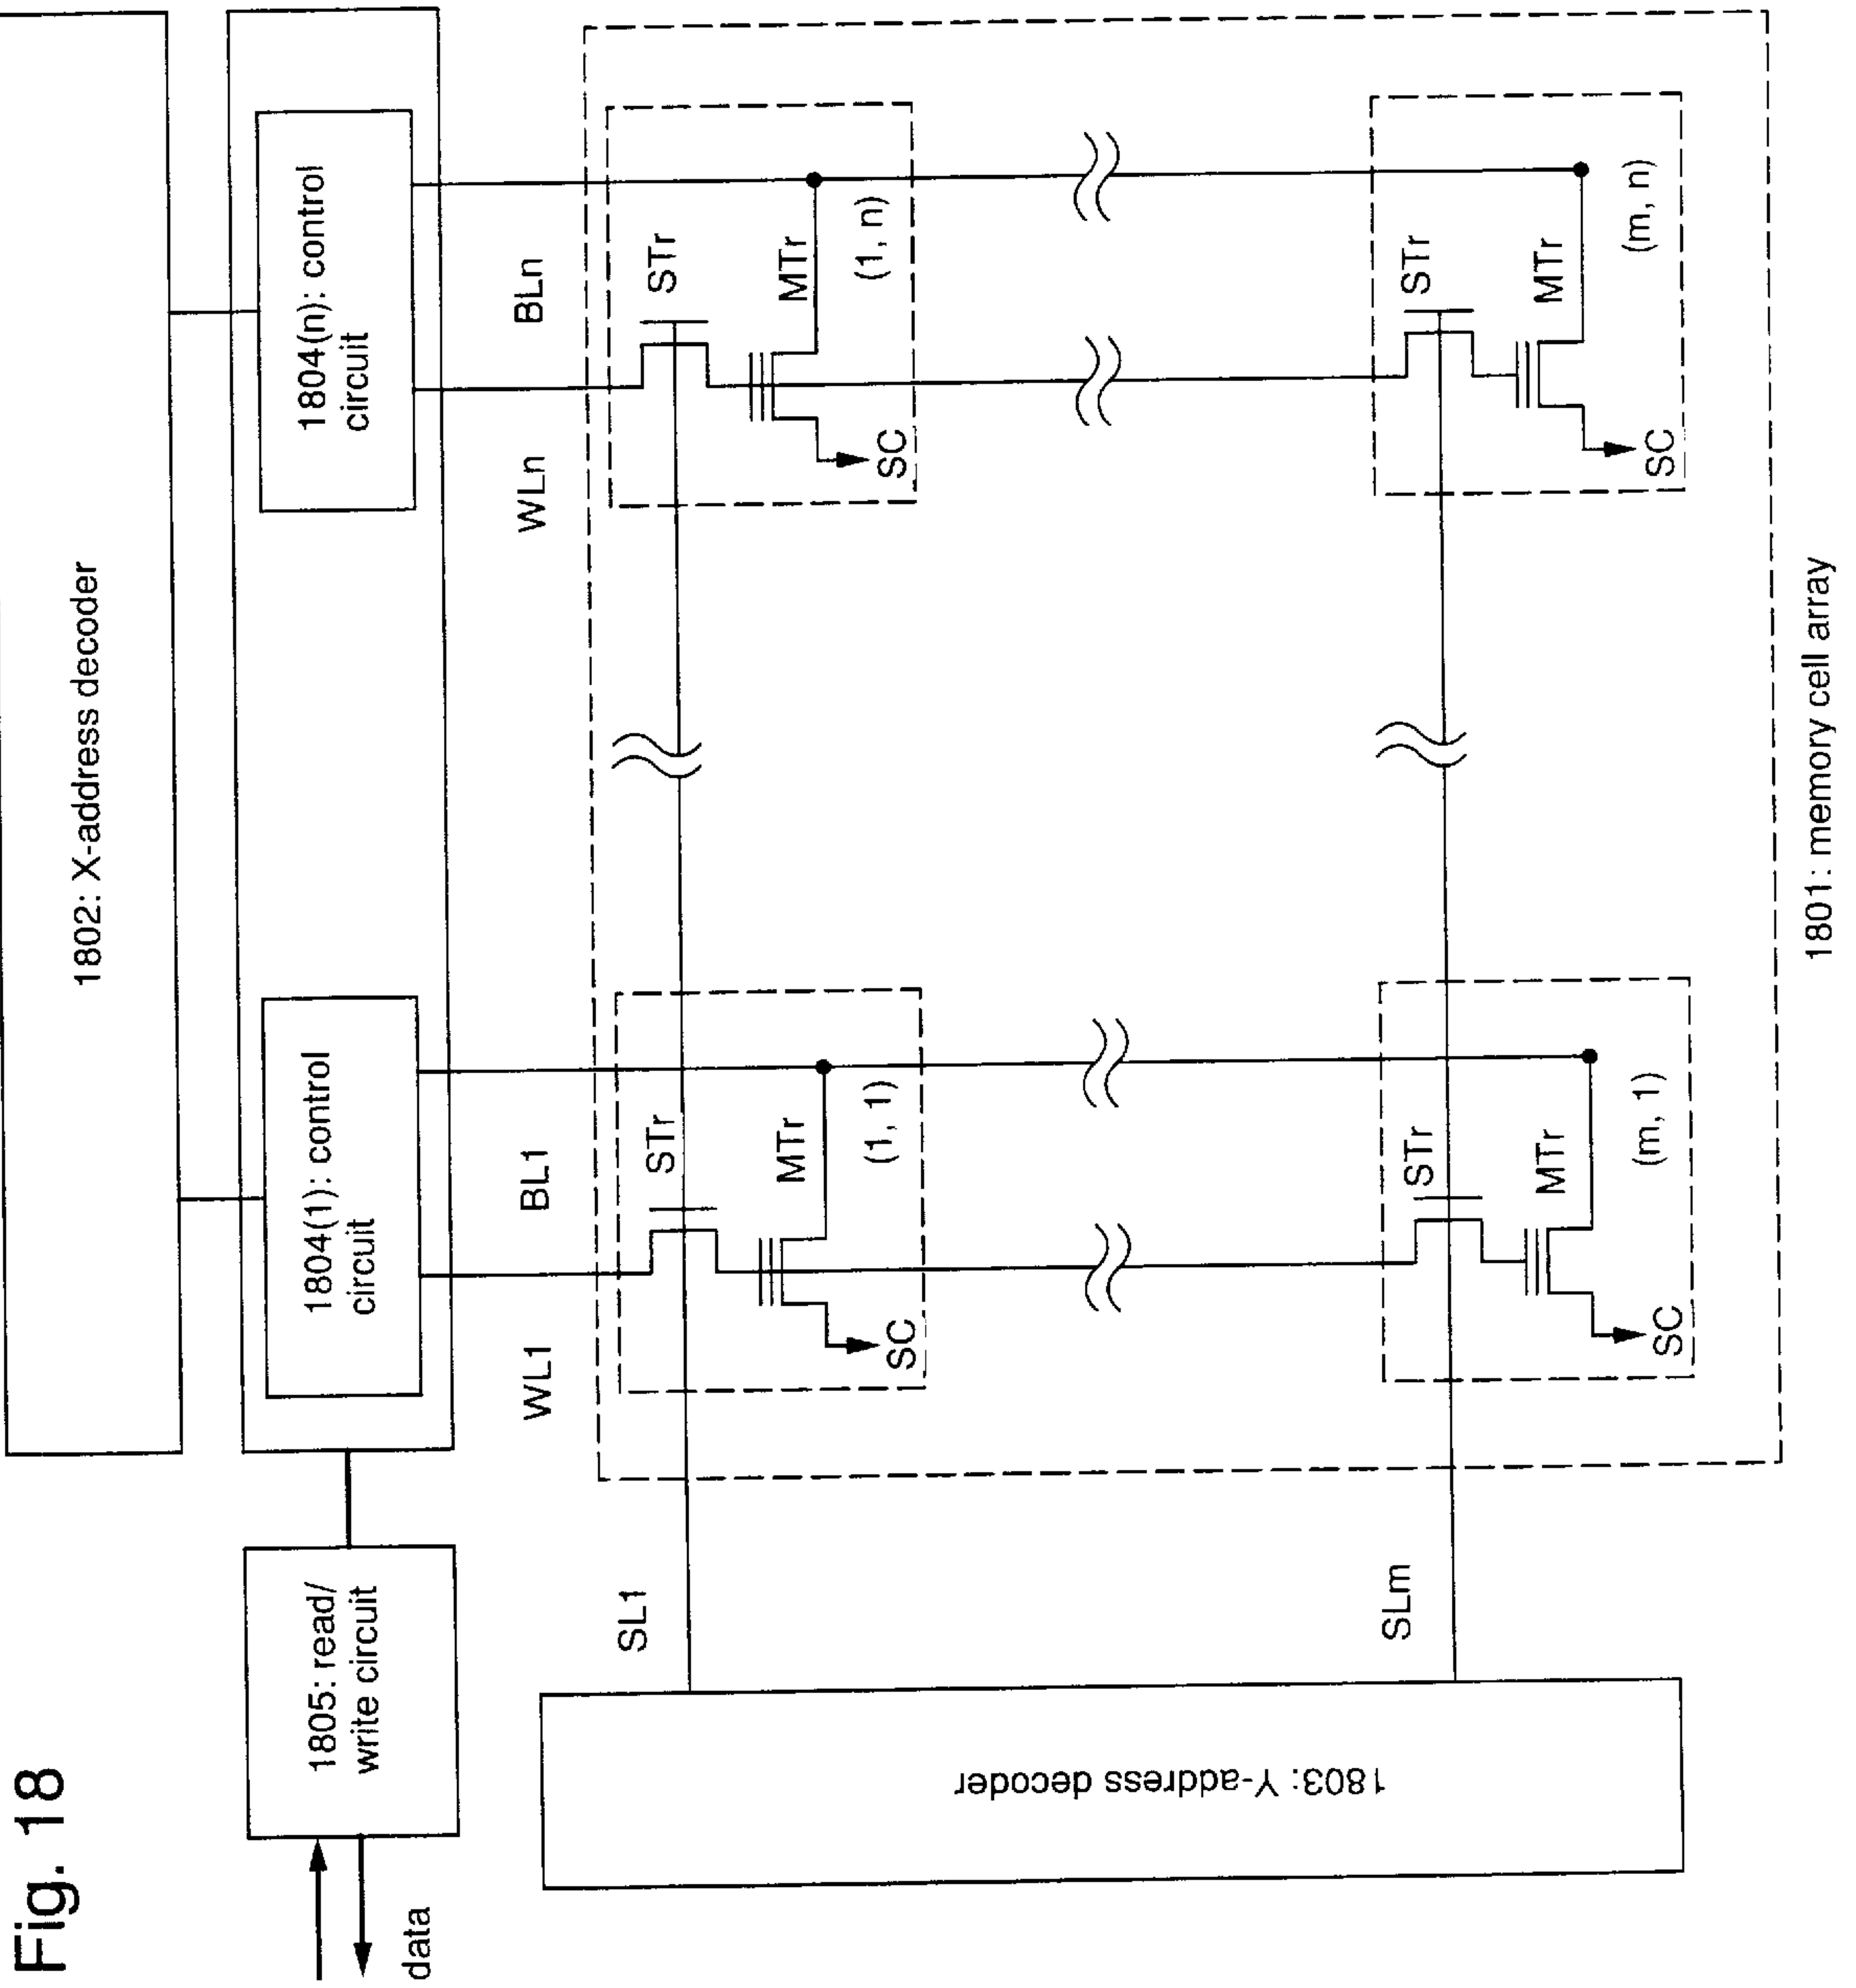 Fig. 18
1802: X-address decoder
1805: read/
write circuit
data
1804(1): control
circuit
1804(n): control
circuit
WL1
BL1
WLn
BLn
SL1
STr
MTr
(1, 1)
SC
STr
MTr
(1, n)
SC
SLm
STr
MTr
(m, 1)
SC
STr
MTr
(m, n)
SC
1803: Y-address decoder
1801: memory cell array